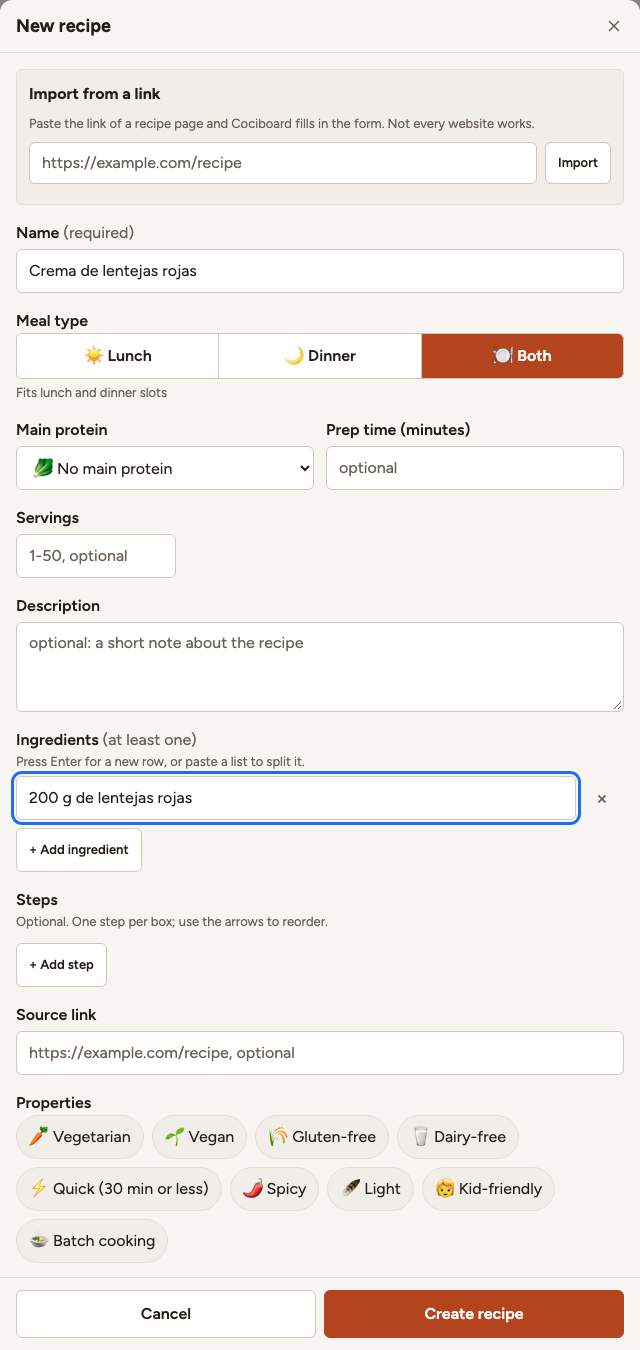 New recipe
×
Import from a link
Paste the link of a recipe page and Cociboard fills in the form. Not every website works.
https://example.com/recipe
Import
Name (required)
Crema de lentejas rojas
Meal type
☀️ Lunch
🌙 Dinner
🍽️ Both
Fits lunch and dinner slots
Main protein
Prep time (minutes)
🥬 No main protein
optional
Servings
1-50, optional
Description
optional: a short note about the recipe
Ingredients (at least one)
Press Enter for a new row, or paste a list to split it.
200 g de lentejas rojas
×
+ Add ingredient
Steps
Optional. One step per box; use the arrows to reorder.
+ Add step
Source link
https://example.com/recipe, optional
Properties
🥕 Vegetarian
🌱 Vegan
🌾 Gluten-free
🥛 Dairy-free
⚡ Quick (30 min or less)
🌶️ Spicy
🪶 Light
🧒 Kid-friendly
🍲 Batch cooking
Cancel
Create recipe